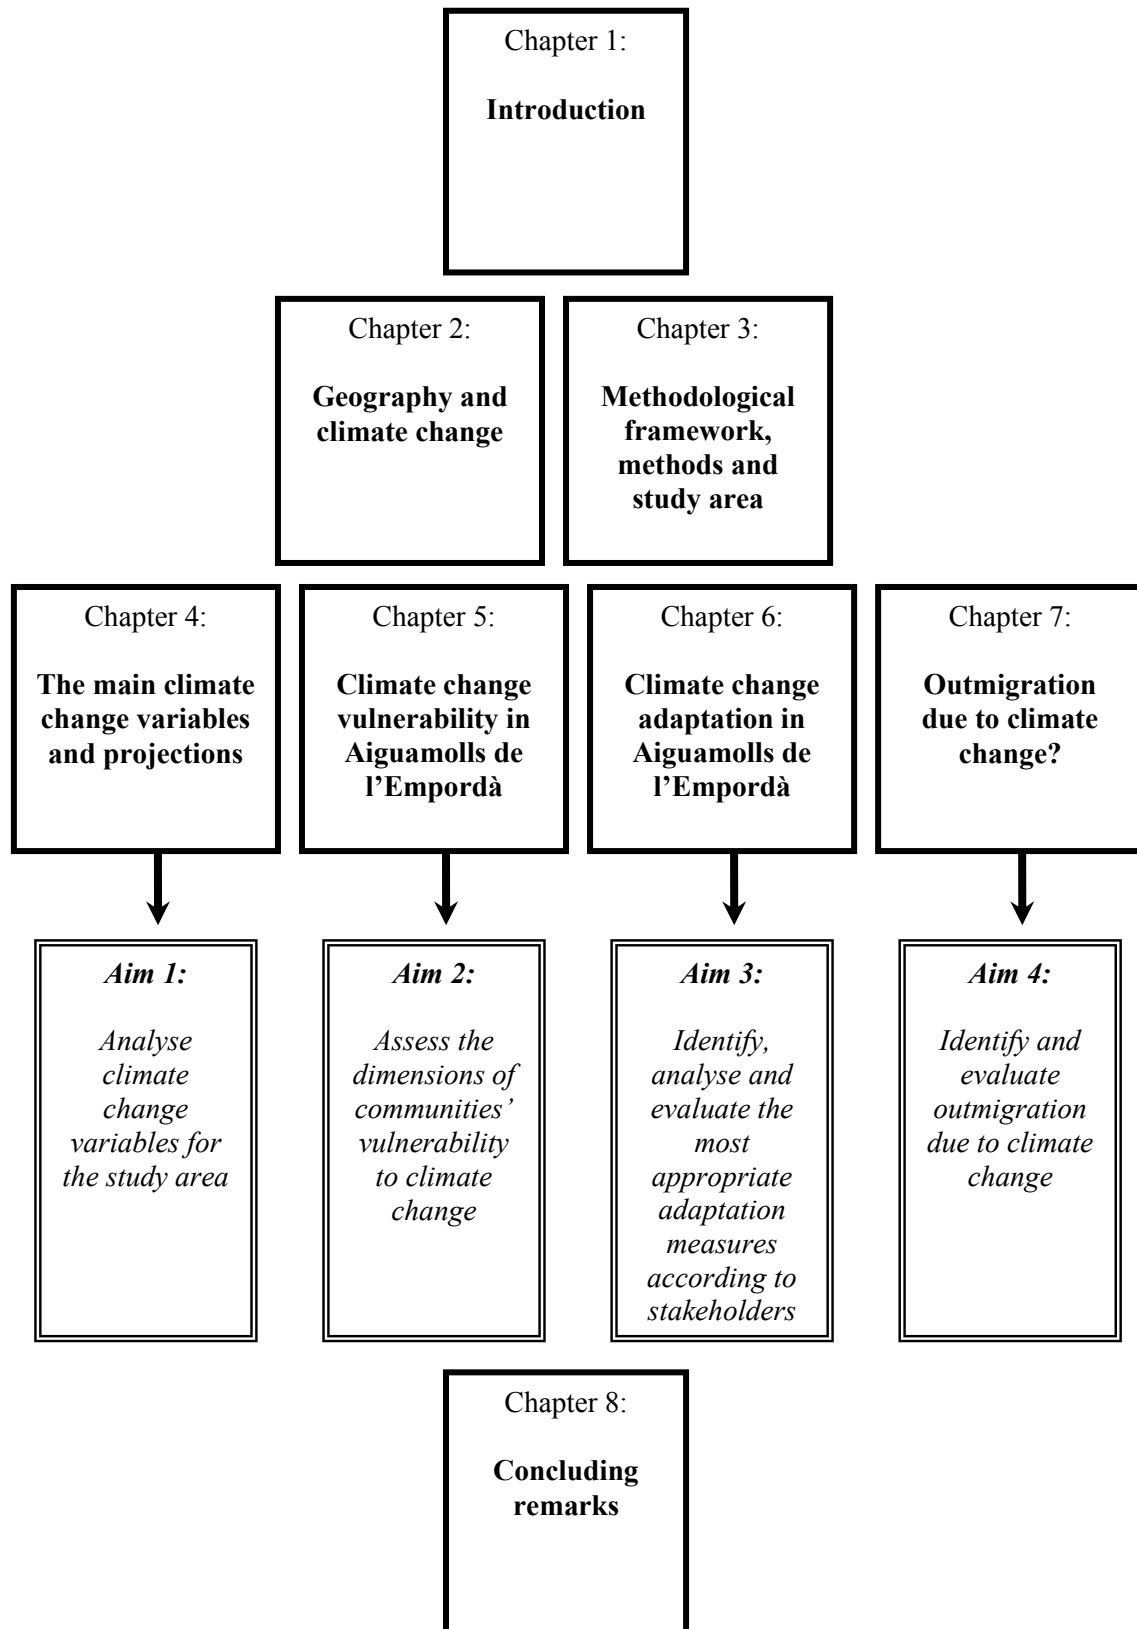 Chapter 1:
Introduction
Chapter 2:
Geography and
climate change
Chapter 3:
Methodological
framework,
methods and
study area
Chapter 4:
The main climate
change variables
and projections
Chapter 5:
Climate change
vulnerability in
Aiguamolls de
l’Empordà
Chapter 6:
Climate change
adaptation in
Aiguamolls de
l’Empordà
Chapter 7:
Outmigration
due to climate
change?
Aim 1:
Analyse
climate
change
variables for
the study area
Aim 2:
Assess the
dimensions of
communities’
vulnerability
to climate
change
Aim 3:
Identify,
analyse and
evaluate the
most
appropriate
adaptation
measures
according to
stakeholders
Aim 4:
Identify and
evaluate
outmigration
due to climate
change
Chapter 8:
Concluding
remarks